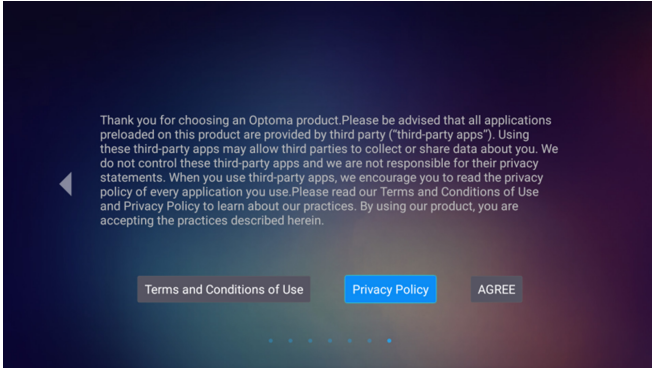 Thank you for choosing an Optoma product.Please be advised that all applications
preloaded on this product are provided by third party ("third-party apps"). Using
these third-party apps may allow third parties to collect or share data about you. We
do not control these third-party apps and we are not responsible for their privacy
statements. When you use third-party apps, we encourage you to read the privacy
policy of every application you use.Please read our Terms and Conditions of Use
and Privacy Policy to learn about our practices. By using our product, you are
accepting the practices described herein.
Terms and Conditions of Use
Privacy Policy
AGREE